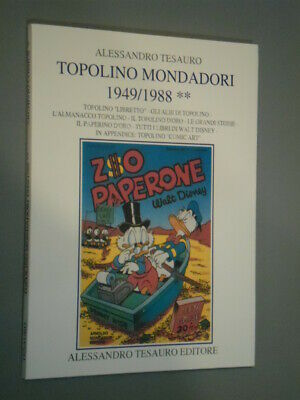 ALESSANDRO TESAURO
TOPOLINO MONDADORI
1949/1988 **
TOPOLINO "LIBRETTO" - GLI ALBI DI TOPOLINO -
L'ALMANACCO TOPOLINO - IL TOPOLINO D'ORO - LE GRANDI STORIE -
IL PAPERINO D'ORO - TUTTI I LIBRI DI WALT DISNEY -
IN APPENDICE: TOPOLINO "COMIC ART"
ZIO
PAPERONE
Walt Disney
ALESSANDRO TESAURO EDITORE